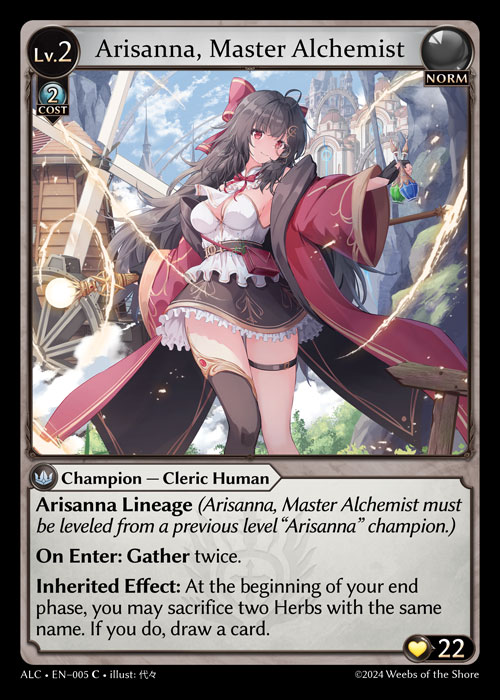 Lv.2
Arisanna, Master Alchemist
NORM
2
COST
Champion — Cleric Human
Arisanna Lineage (Arisanna, Master Alchemist must
be leveled from a previous level “Arisanna” champion.)
On Enter: Gather twice.
Inherited Effect: At the beginning of your end
phase, you may sacrifice two Herbs with the same
name. If you do, draw a card.
22
ALC • EN–005 C • illust: 代々
©2024 Weebs of the Shore